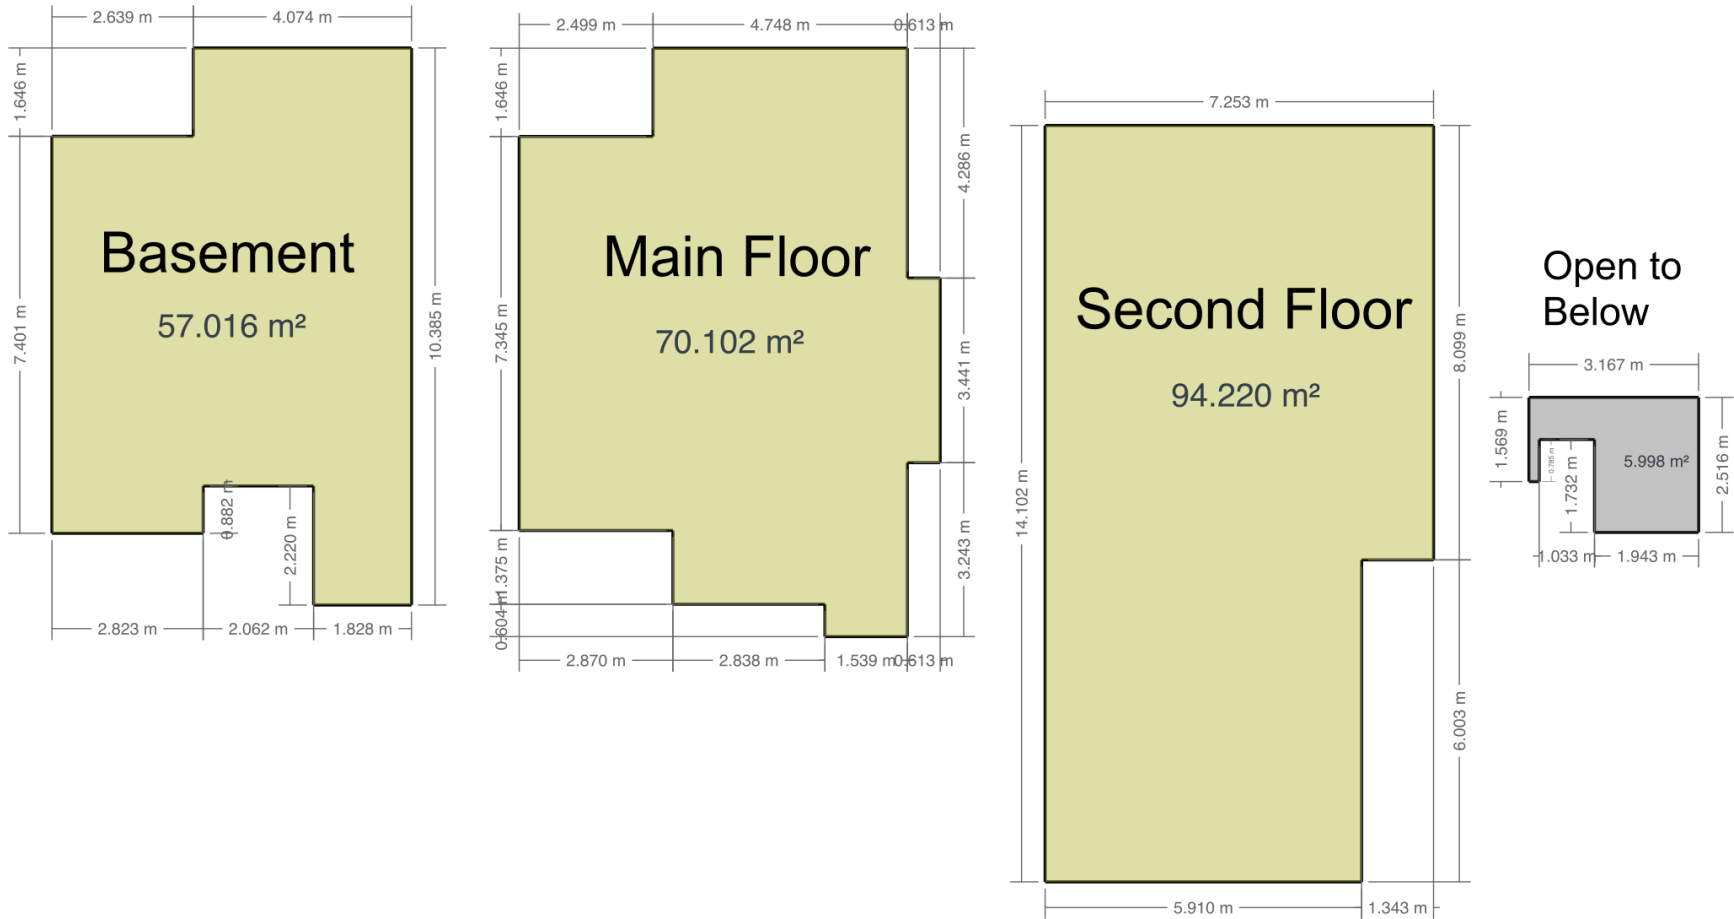 2.639 m
4.074 m
1.646 m
7.401 m
Basement
57.016 m²
10.385 m
0.882 m
2.220 m
2.823 m
2.062 m
1.828 m
2.499 m
4.748 m
0.613 m
1.646 m
7.345 m
Main Floor
70.102 m²
4.286 m
3.441 m
3.243 m
1.375 m
0.604 m
2.870 m
2.838 m
1.539 m
0.613 m
7.253 m
14.102 m
Second Floor
94.220 m²
8.099 m
6.003 m
5.910 m
1.343 m
Open to
Below
3.167 m
1.569 m
0.785 m
1.732 m
5.998 m²
2.516 m
1.033 m
1.943 m